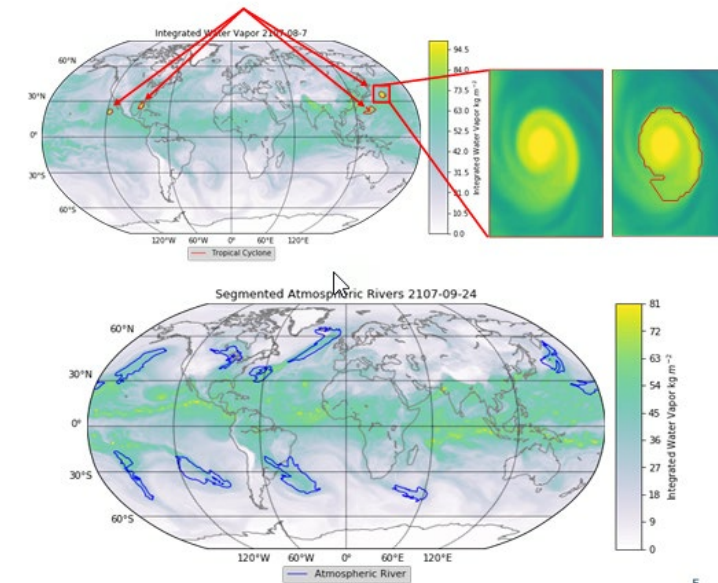 Integrated Water Vapor 2107-08-7
60°N
30°N
0°
30°S
60°S
120°W 60°W 0° 60°E 120°E
Tropical Cyclone
94.5
84.0
73.5
63.0
52.5
42.0
31.5
21.0
10.5
0.0
Integrated Water Vapor kg m⁻²
Segmented Atmospheric Rivers 2107-09-24
60°N
30°N
0°
30°S
60°S
120°W 60°W 0° 60°E 120°E
Atmospheric River
81
72
63
54
45
36
27
18
9
0
Integrated Water Vapor kg m⁻²
5